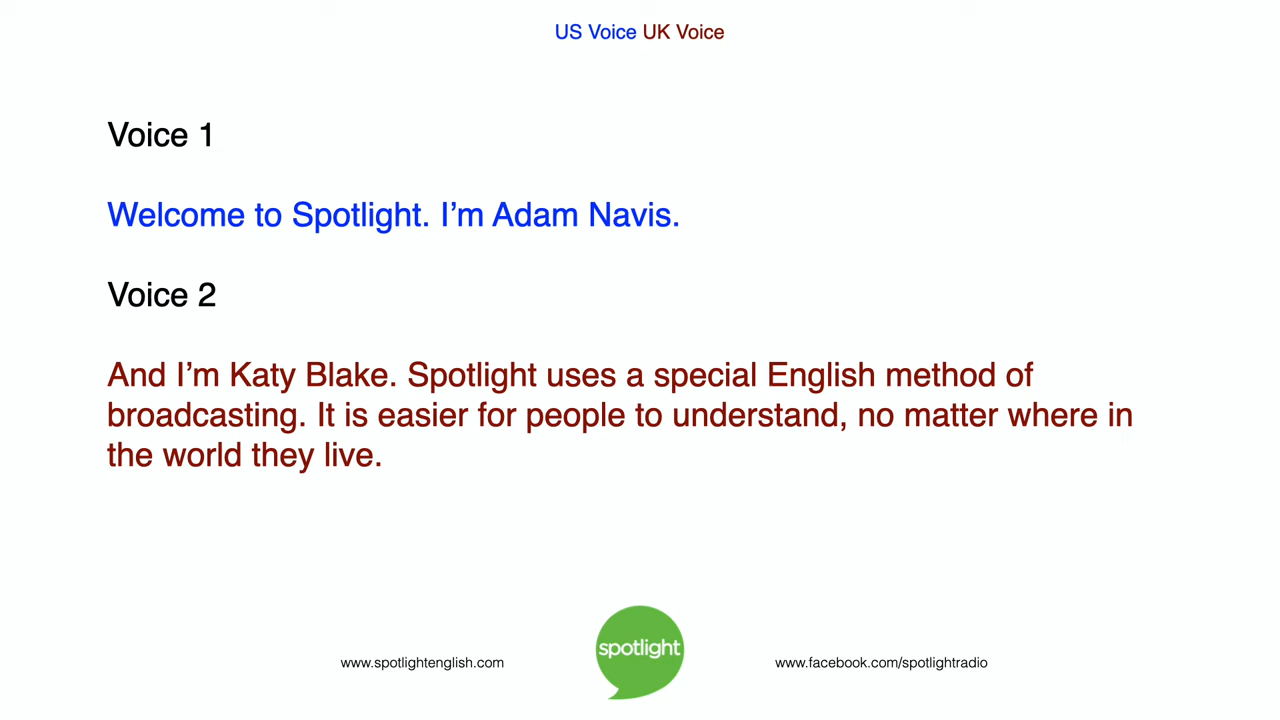 US Voice UK Voice
Voice 1
Welcome to Spotlight. I’m Adam Navis.
Voice 2
And I’m Katy Blake. Spotlight uses a special English method of
broadcasting. It is easier for people to understand, no matter where in
the world they live.
spotlight
www.spotlightenglish.com
www.facebook.com/spotlightradio